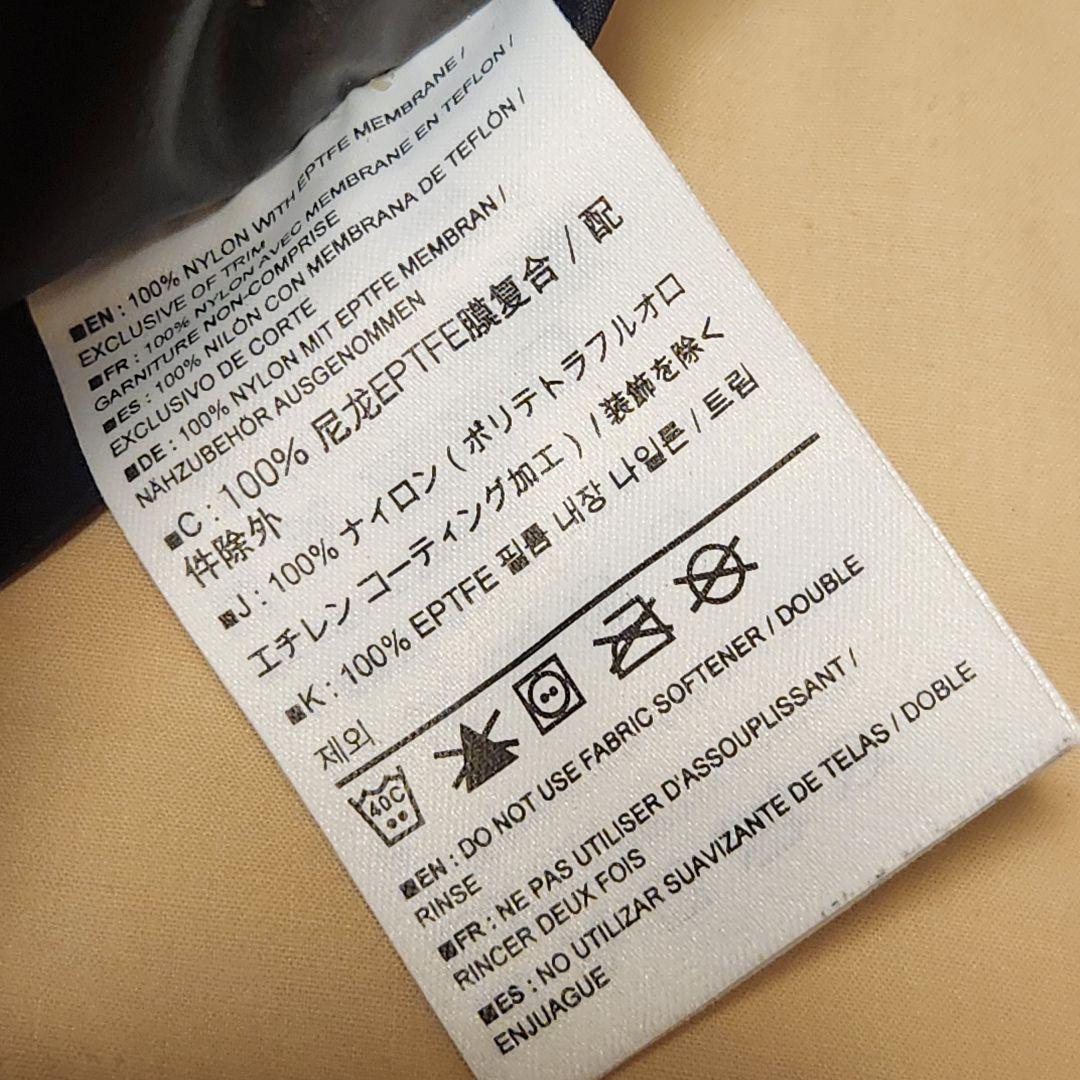 ■EN : 100% NYLON WITH EPTFE MEMBRANE /
EXCLUSIVE OF TRIM
■FR : 100% NYLON AVEC MEMBRANE EN TEFLON /
GARNITURE NON-COMPRISE
■ES : 100% NILÓN CON MEMBRANA DE TEFLÓN /
EXCLUSIVO DE CORTE
■DE : 100% NYLON MIT EPTFE MEMBRAN /
NÄHZUBEHÖR AUSGENOMMEN
■C : 100% 尼龙EPTFE膜复合 / 配
件除外
■J : 100% ナイロン ( ポリテトラフルオロ
エチレン コーティング加工 ) / 装飾を除く
■K : 100% EPTFE 필름 내장 나일론 / 트림
제외
40C
■EN : DO NOT USE FABRIC SOFTENER / DOUBLE
RINSE
■FR : NE PAS UTILISER D'ASSOUPLISSANT /
RINCER DEUX FOIS
■ES : NO UTILIZAR SUAVIZANTE DE TELAS / DOBLE
ENJUAGUE